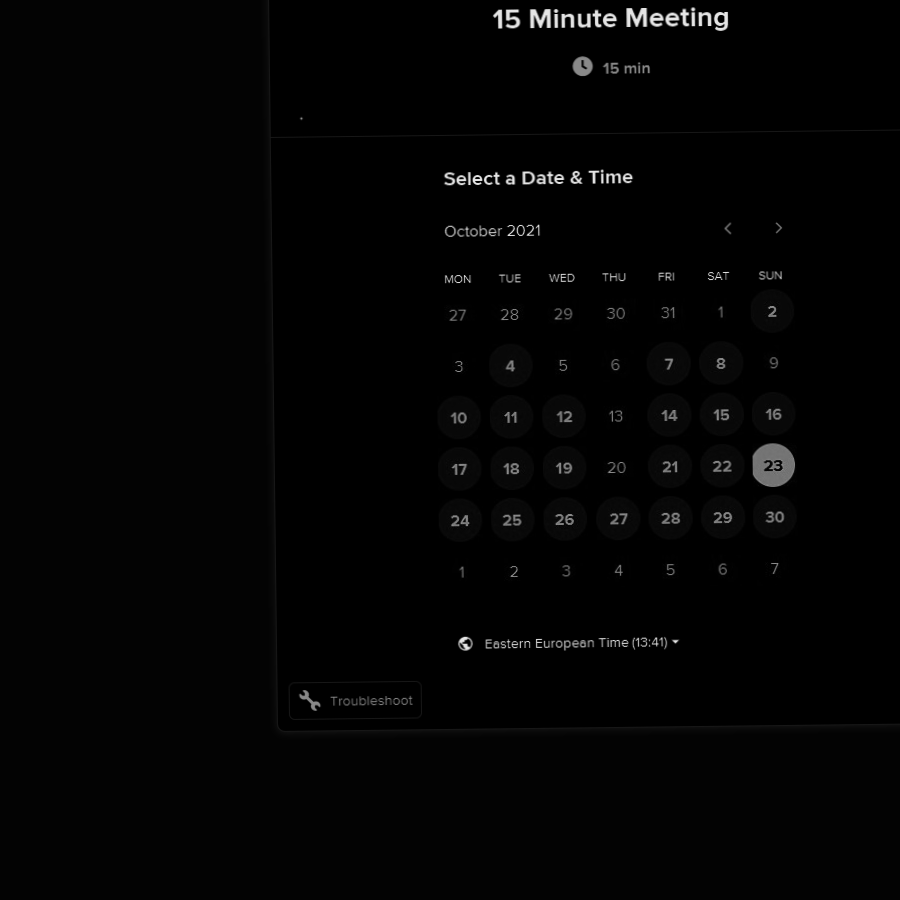 15 Minute Meeting
15 min
Select a Date & Time
October 2021
MON TUE WED THU FRI SAT SUN
27 28 29 30 31 1 2
3 4 5 6 7 8 9
10 11 12 13 14 15 16
17 18 19 20 21 22 23
24 25 26 27 28 29 30
1 2 3 4 5 6 7
Eastern European Time (13:41)
Troubleshoot